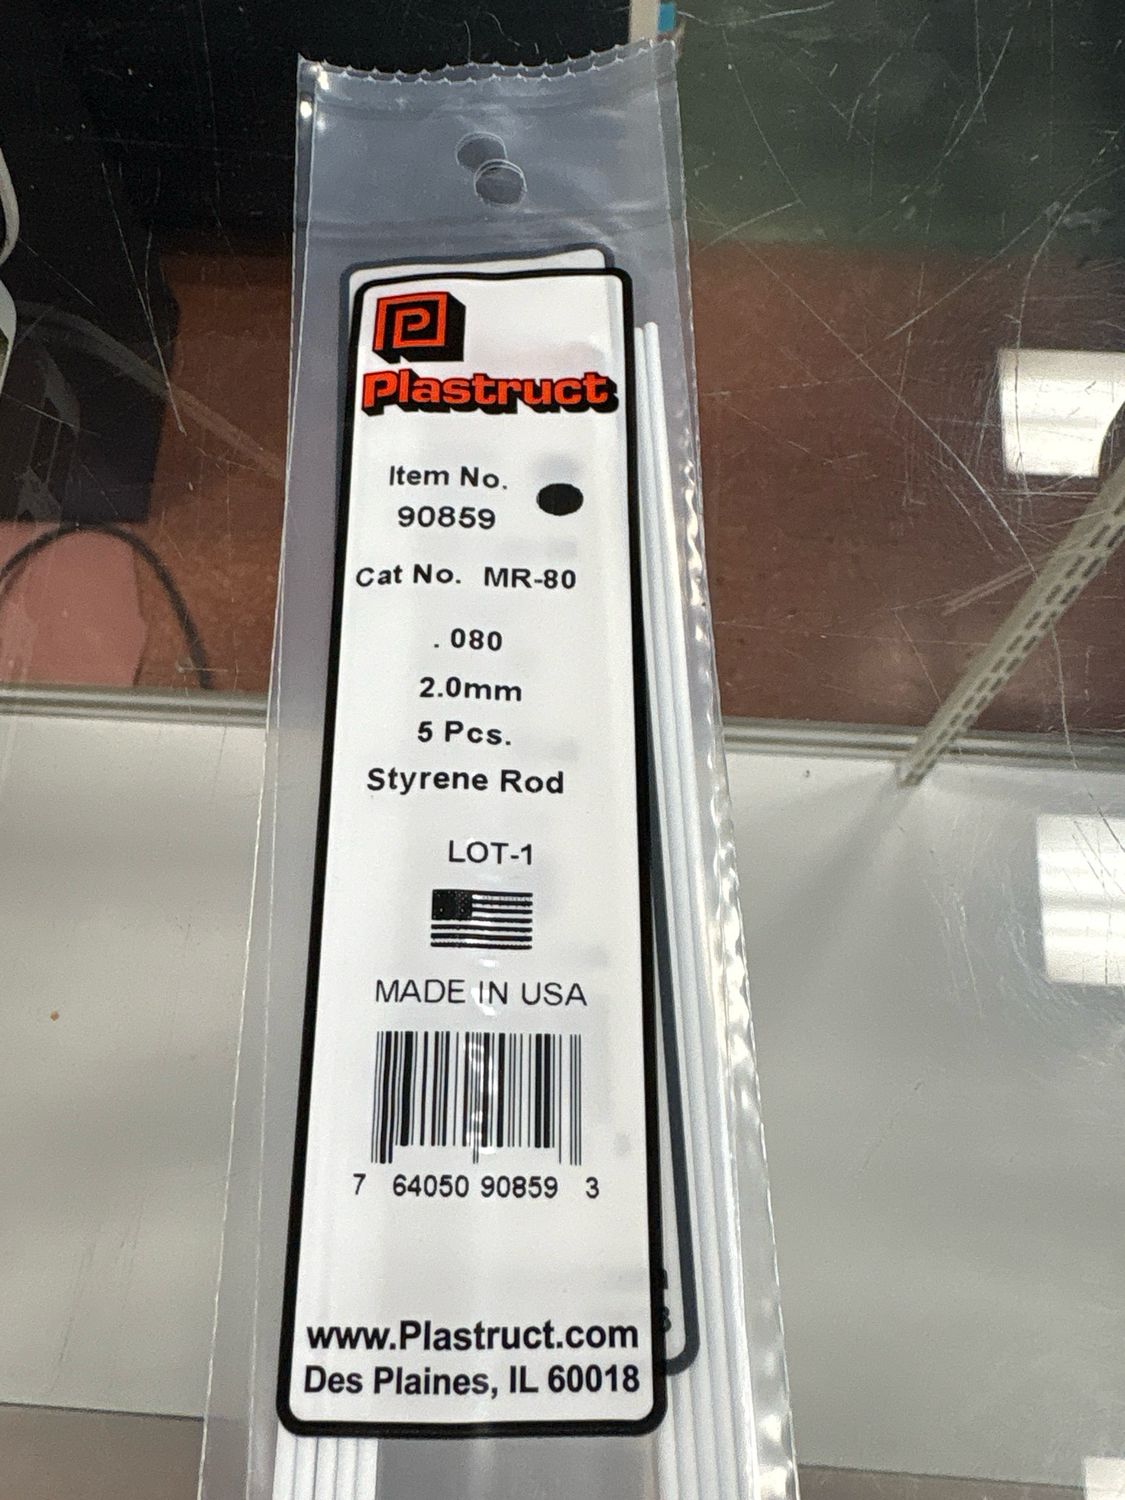 Plastruct
Item No.
90859
Cat No. MR-80
.080
2.0mm
5 Pcs.
Styrene Rod
LOT-1
MADE IN USA
7 64050 90859 3
www.Plastruct.com
Des Plaines, IL 60018